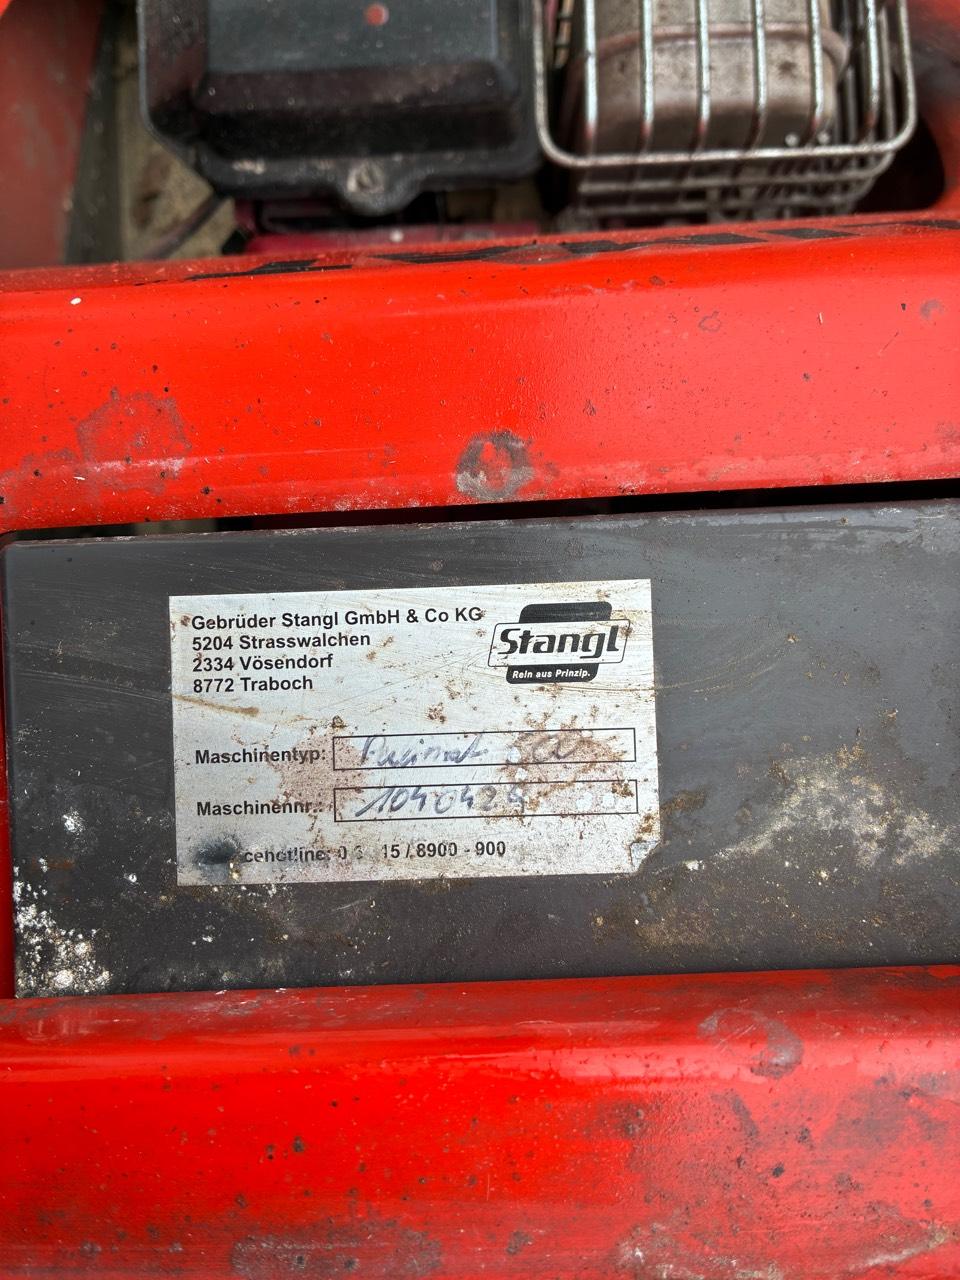 Gebrüder Stangl GmbH & Co KG
5204 Strasswalchen
2334 Vösendorf
8772 Traboch
Stangl
Rein aus Prinzip.
Maschinentyp:
Maschinennr.: 1040424
15 / 8900 - 900